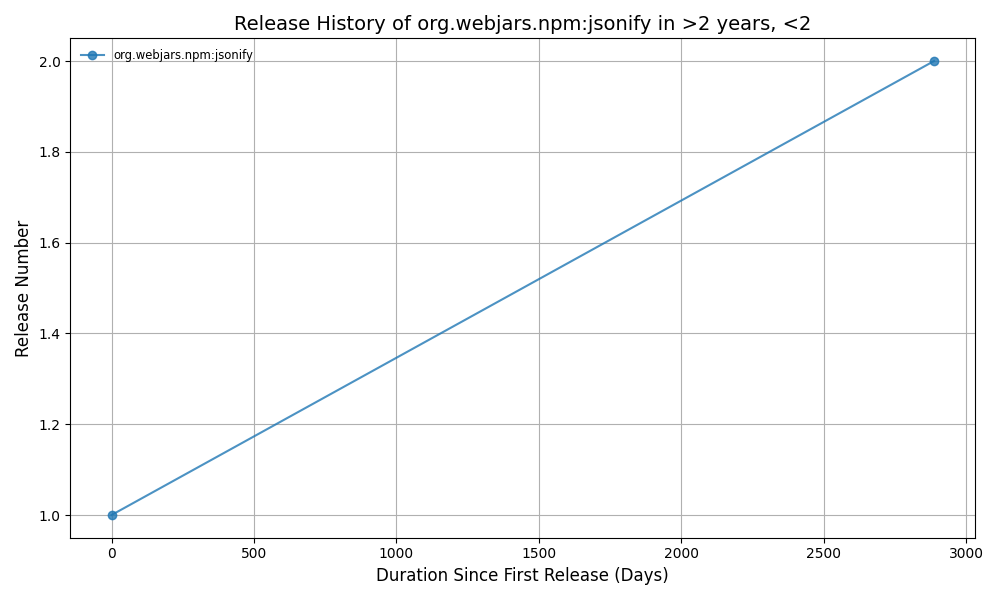 Release History of org.webjars.npm:jsonify in >2 years, <2
org.webjars.npm:jsonify
Release Number
2.0
1.8
1.6
1.4
1.2
1.0
0 500 1000 1500 2000 2500 3000
Duration Since First Release (Days)